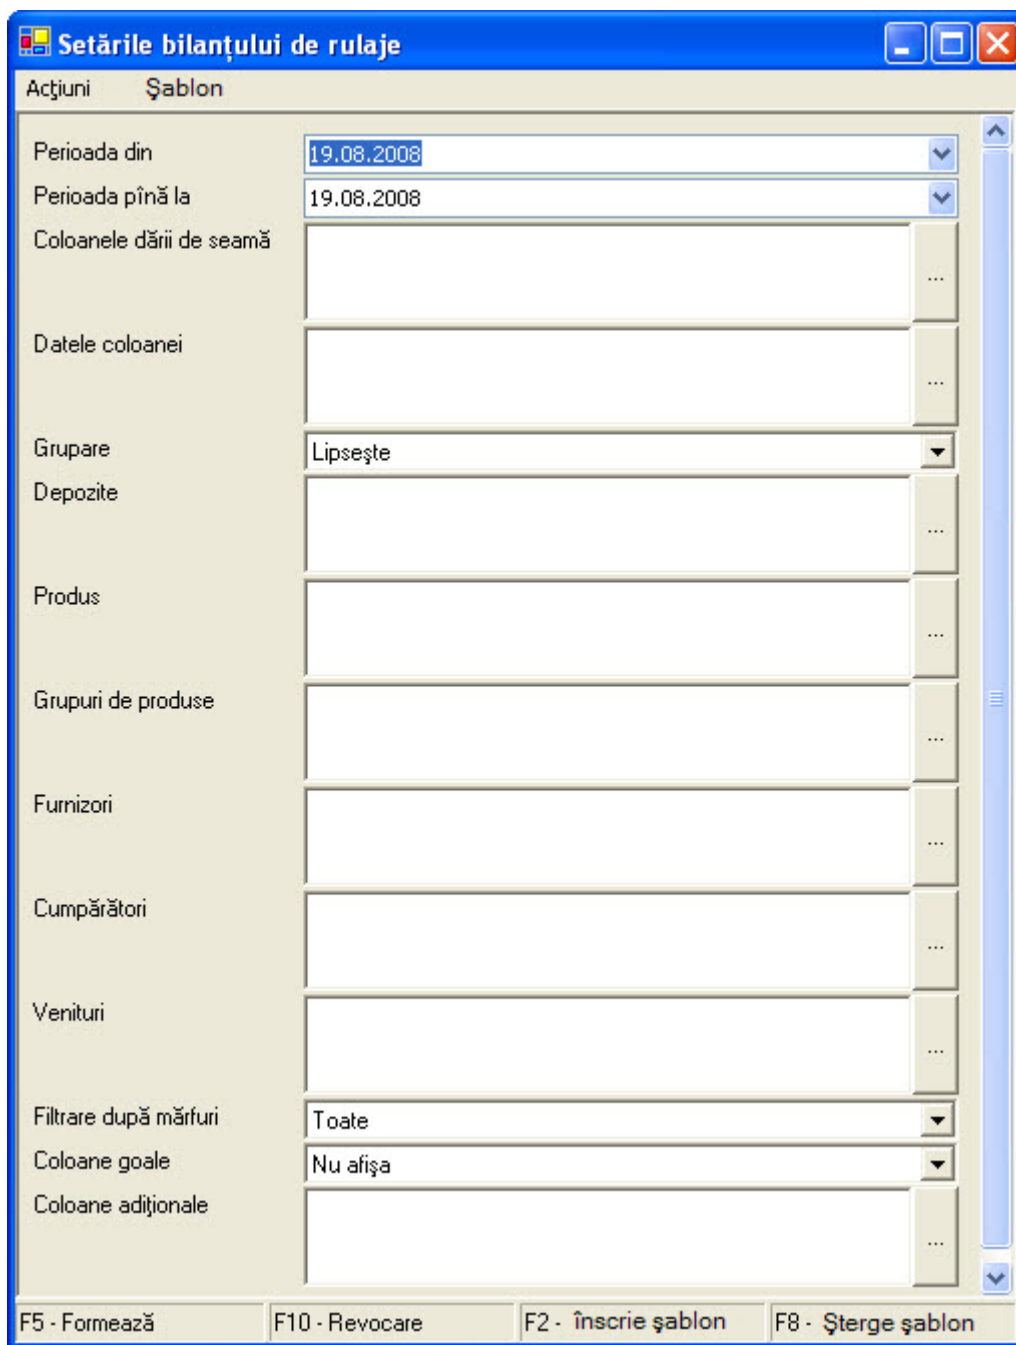 Setările bilanțului de rulaje
Acţiuni Şablon
Perioada din 19.08.2008
Perioada pînă la 19.08.2008
Coloanele dării de seamă ...
Datele coloanei ...
Grupare Lipseşte
Depozite ...
Produs ...
Grupuri de produse ...
Furnizori ...
Cumpărători ...
Venituri ...
Filtrare după mărfuri Toate
Coloane goale Nu afişa
Coloane adiţionale ...
F5 - Formează F10 - Revocare F2 - înscrie şablon F8 - Şterge şablon